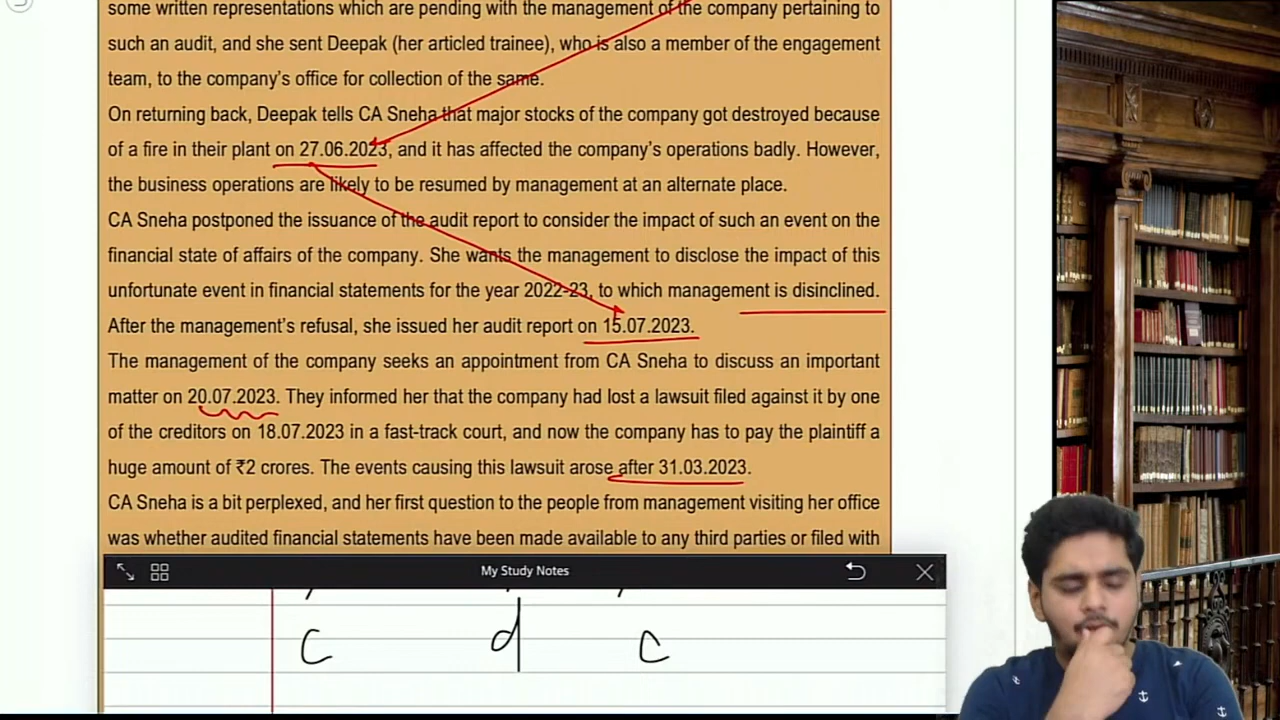 some written representations which are pending with the management of the company pertaining to
such an audit, and she sent Deepak (her articled trainee), who is also a member of the engagement
team, to the company's office for collection of the same.
On returning back, Deepak tells CA Sneha that major stocks of the company got destroyed because
of a fire in their plant on 27.06.2023, and it has affected the company's operations badly. However,
the business operations are likely to be resumed by management at an alternate place.
CA Sneha postponed the issuance of the audit report to consider the impact of such an event on the
financial state of affairs of the company. She wants the management to disclose the impact of this
unfortunate event in financial statements for the year 2022-23, to which management is disinclined.
After the management's refusal, she issued her audit report on 15.07.2023.
The management of the company seeks an appointment from CA Sneha to discuss an important
matter on 20.07.2023. They informed her that the company had lost a lawsuit filed against it by one
of the creditors on 18.07.2023 in a fast-track court, and now the company has to pay the plaintiff a
huge amount of ₹2 crores. The events causing this lawsuit arose after 31.03.2023.
CA Sneha is a bit perplexed, and her first question to the people from management visiting her office
was whether audited financial statements have been made available to any third parties or filed with
My Study Notes
c d c